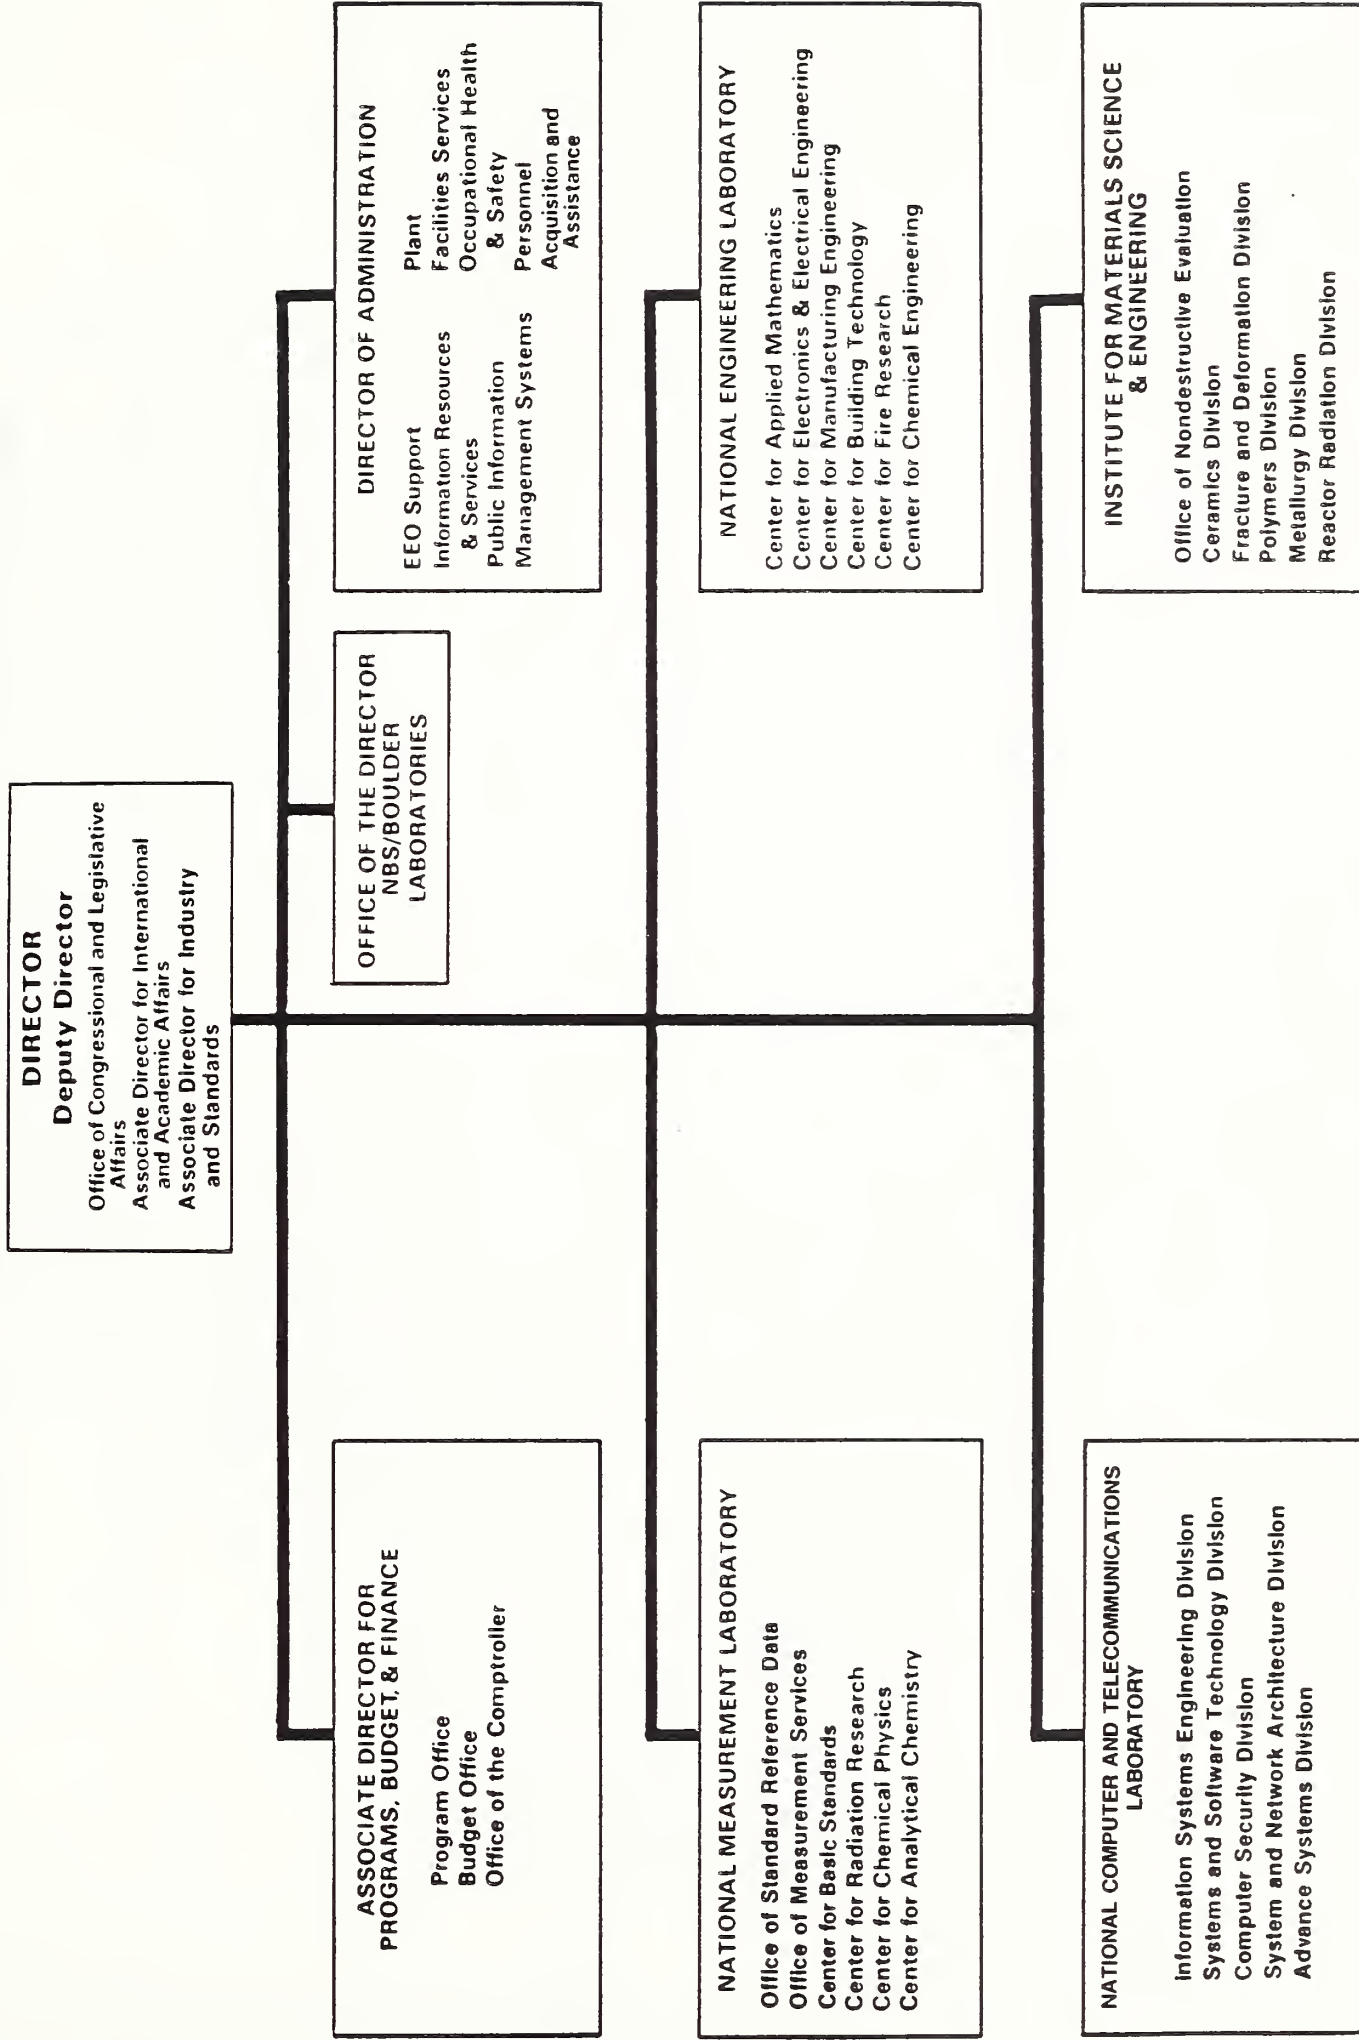 DIRECTOR
Deputy Director
Office of Congressional and Legislative
Affairs
Associate Director for International
and Academic Affairs
Associate Director for Industry
and Standards
ASSOCIATE DIRECTOR FOR
PROGRAMS, BUDGET, & FINANCE
Program Office
Budget Office
Office of the Comptroller
OFFICE OF THE DIRECTOR
NBS/BOULDER
LABORATORIES
DIRECTOR OF ADMINISTRATION
EEO Support
Information Resources
& Services
Public Information
Management Systems
Plant
Facilities Services
Occupational Health
& Safety
Personnel
Acquisition and
Assistance
NATIONAL MEASUREMENT LABORATORY
Office of Standard Reference Data
Office of Measurement Services
Center for Basic Standards
Center for Radiation Research
Center for Chemical Physics
Center for Analytical Chemistry
NATIONAL ENGINEERING LABORATORY
Center for Applied Mathematics
Center for Electronics & Electrical Engineering
Center for Manufacturing Engineering
Center for Building Technology
Center for Fire Research
Center for Chemical Engineering
NATIONAL COMPUTER AND TELECOMMUNICATIONS
LABORATORY
Information Systems Engineering Division
Systems and Software Technology Division
Computer Security Division
System and Network Architecture Division
Advance Systems Division
INSTITUTE FOR MATERIALS SCIENCE
& ENGINEERING
Office of Nondestructive Evaluation
Ceramics Division
Fracture and Deformation Division
Polymers Division
Metallurgy Division
Reactor Radiation Division